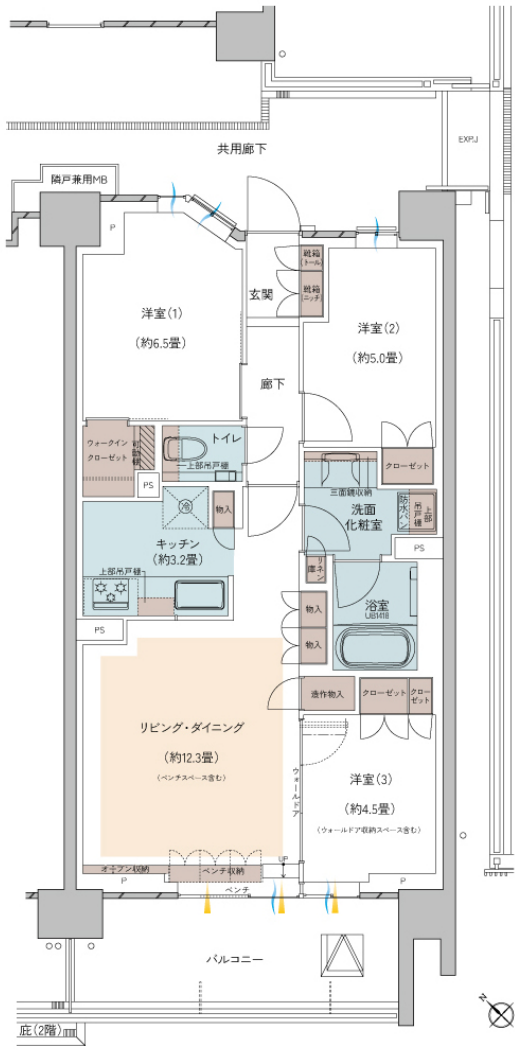 共用廊下
EXP.J
隣戸兼用MB
P
玄関
靴箱
(トール)
靴箱
(ニッチ)
洋室(1)
(約6.5畳)
洋室(2)
(約5.0畳)
廊下
ウォークイン
クローゼット
可動棚
トイレ
上部吊戸棚
クローゼット
PS
冷
物入
三面鏡収納
洗面
化粧室
防水パン
上部
吊戸棚
PS
キッチン
(約3.2畳)
上部吊戸棚
リネン庫
浴室
UB1418
物入
物入
PS
造作物入
クローゼット
クロー
ゼット
リビング・ダイニング
(約12.3畳)
(ベンチスペース含む)
ウォールドア
洋室(3)
(約4.5畳)
(ウォールドア収納スペース含む)
オープン収納
ベンチ収納
UP
P
ベンチ
P
バルコニー
庇(2階)
N